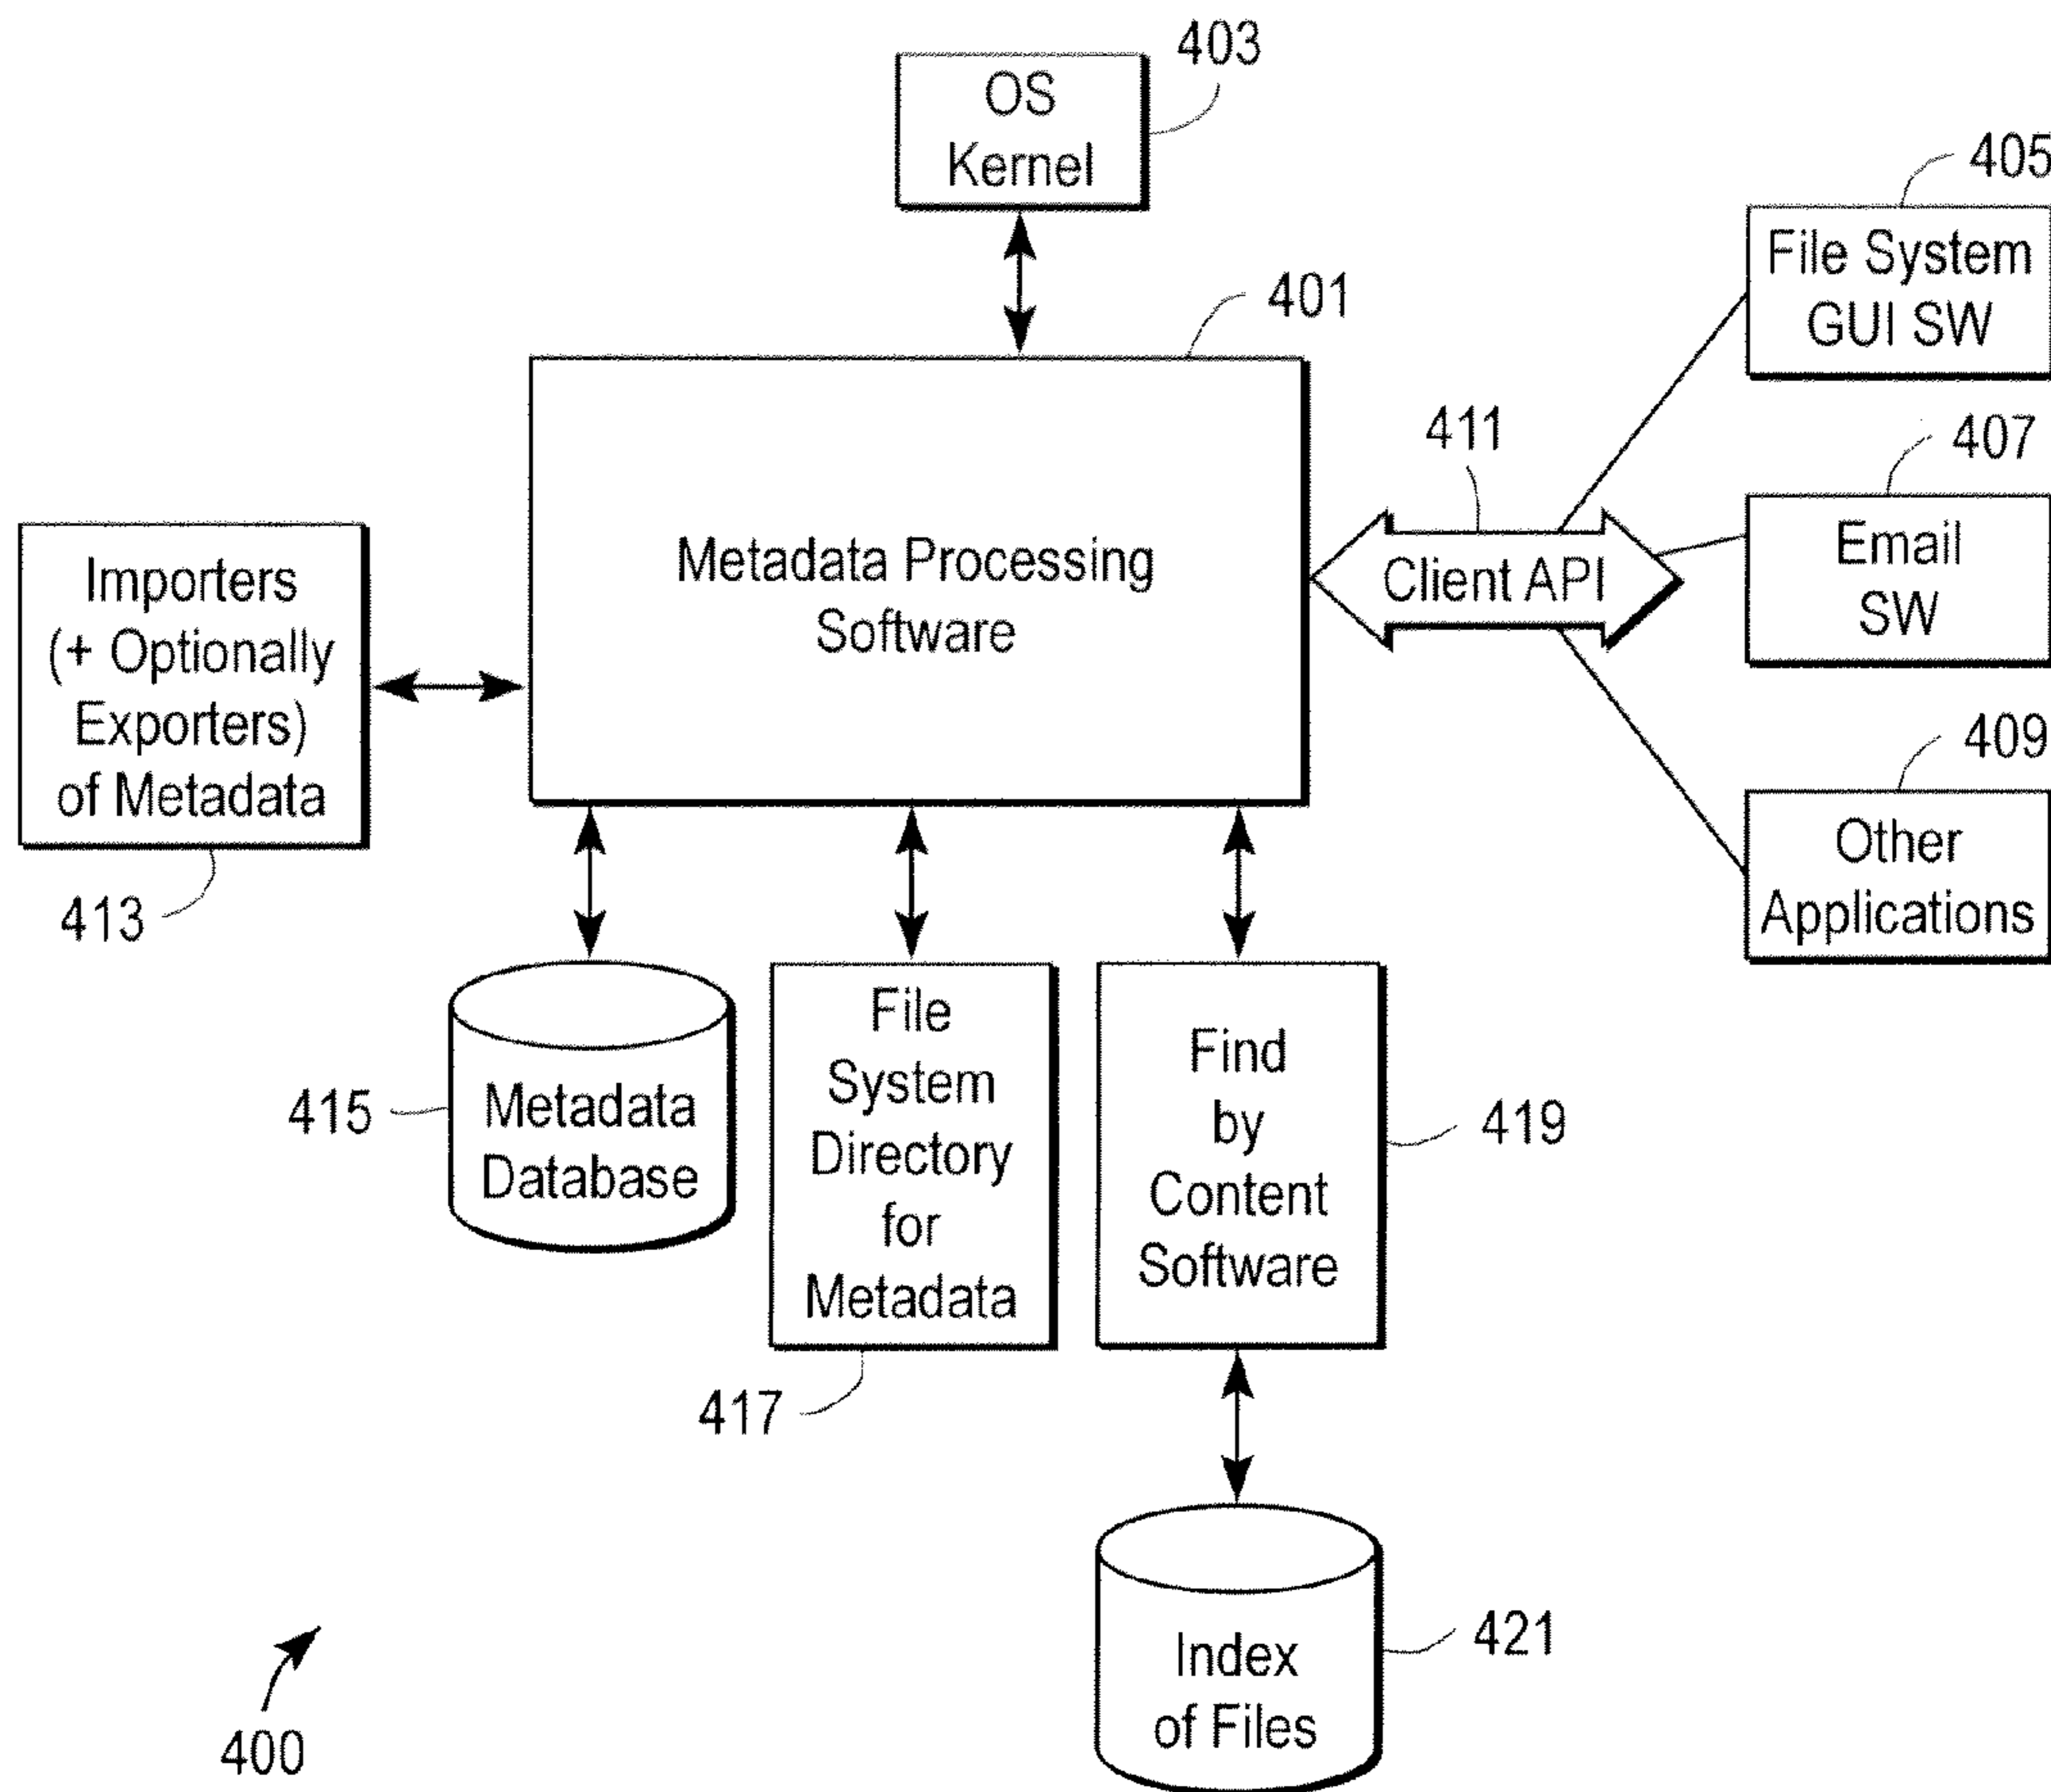 403
OS
Kernel
401
405
File System
GUI SW
411
407
Metadata Processing
Software
Client API
Email
SW
Importers
(+ Optionally
Exporters)
of Metadata
413
409
Other
Applications
415
Metadata
Database
File
System
Directory
for
Metadata
417
Find
by
Content
Software
419
421
Index
of Files
400